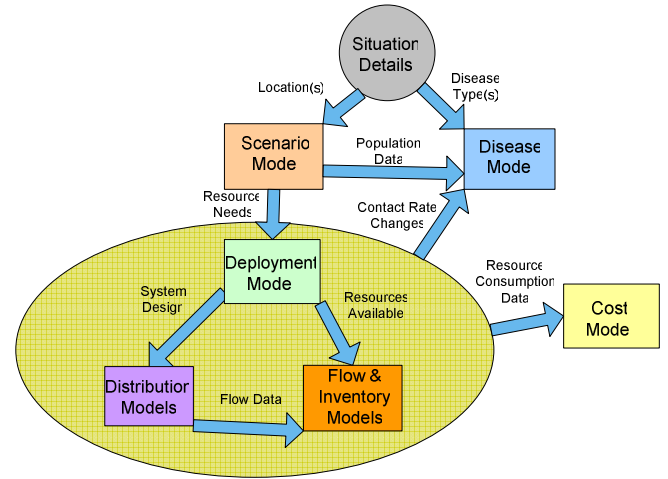 Situation
Details
Location(s)
Disease
Type(s)
Scenario
Mode
Population
Data
Disease
Mode
Resource
Needs
Contact Rate
Changes
Deployment
Mode
Resource
Consumption
Data
System
Design
Resources
Available
Cost
Mode
Distribution
Models
Flow Data
Flow &
Inventory
Models